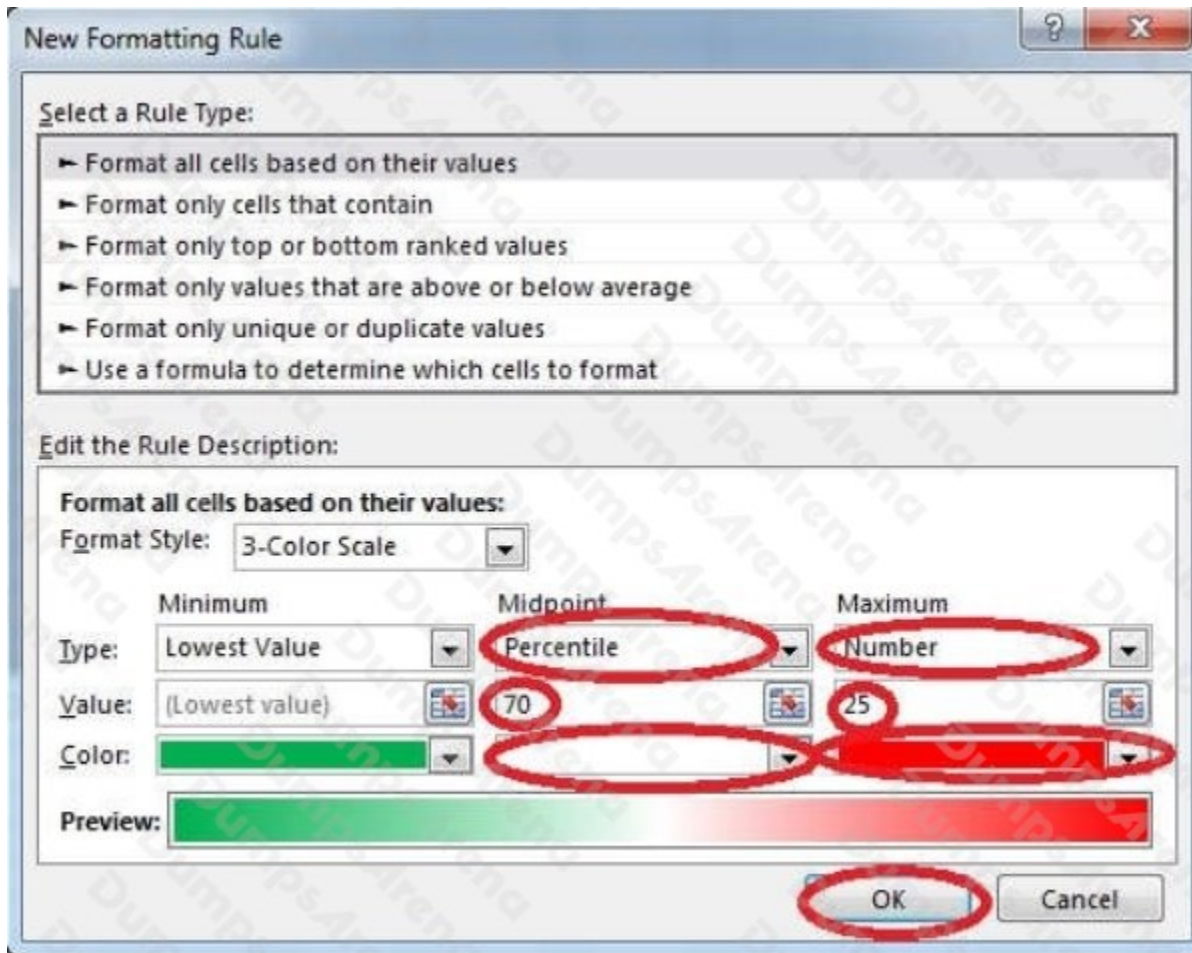 New Formatting Rule
Select a Rule Type:
► Format all cells based on their values
► Format only cells that contain
► Format only top or bottom ranked values
► Format only values that are above or below average
► Format only unique or duplicate values
► Use a formula to determine which cells to format
Edit the Rule Description:
Format all cells based on their values:
Format Style: 3-Color Scale
Minimum Midpoint Maximum
Type: Lowest Value Percentile Number
Value: (Lowest value) 70 25
Color:
Preview:
OK Cancel
DumpsArena